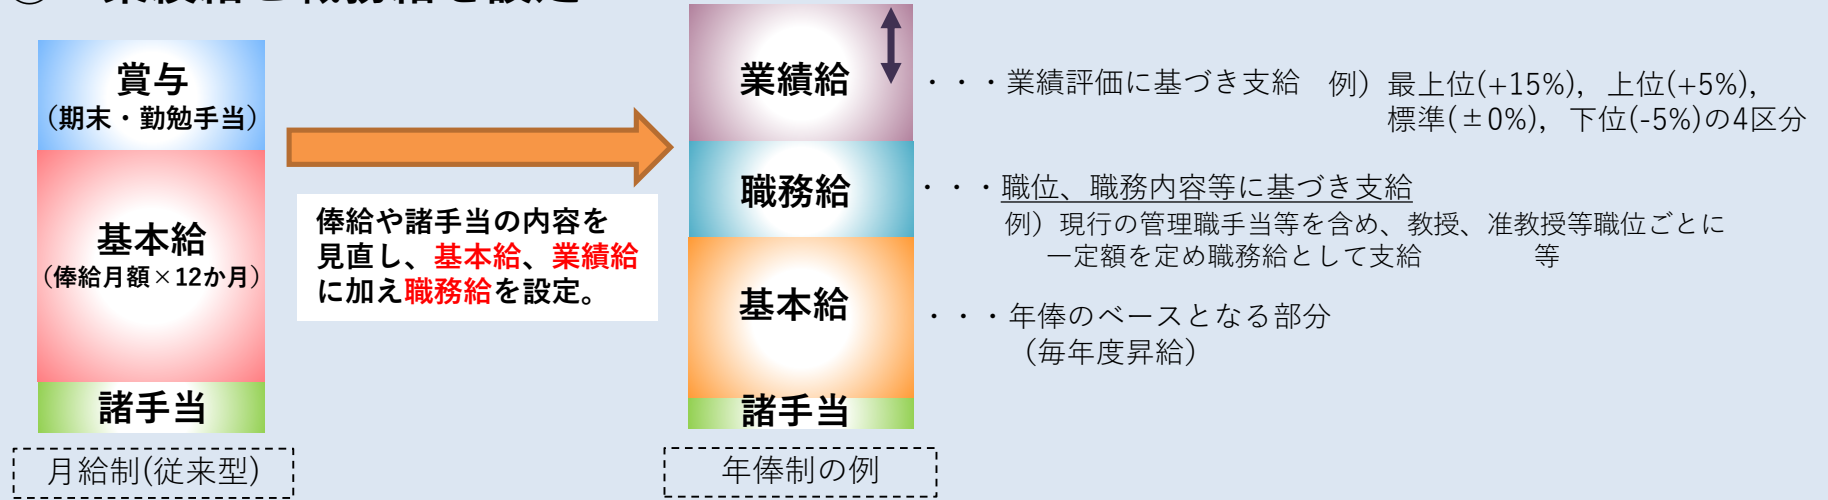 賞与
(期末・勤勉手当)
基本給
(俸給月額×12か月)
諸手当
月給制(従来型)
俸給や諸手当の内容を
見直し、基本給、業績給
に加え職務給を設定。
業績給
・・・業績評価に基づき支給 例）最上位(+15%)，上位(+5%)，
標準(±0%)，下位(-5%)の4区分
職務給
・・・職位、職務内容等に基づき支給
例）現行の管理職手当等を含め、教授、准教授等職位ごとに
一定額を定め職務給として支給 等
基本給
・・・年俸のベースとなる部分
（毎年度昇給）
諸手当
年俸制の例